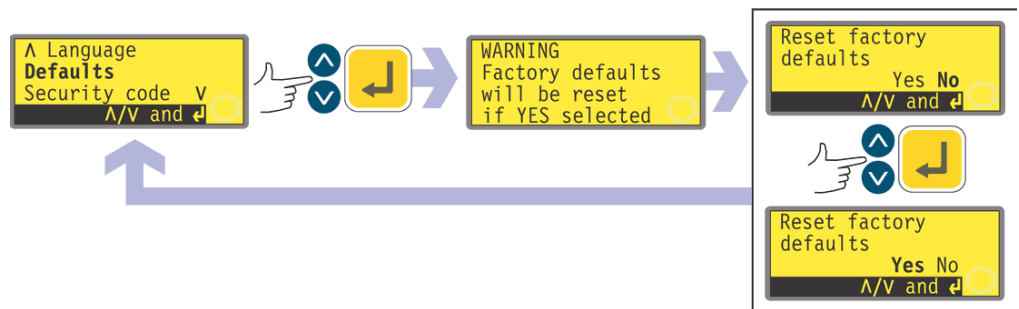 Λ Language
Defaults
Security code V
Λ/V and ↲
WARNING
Factory defaults
will be reset
if YES selected
Reset factory
defaults
Yes No
Λ/V and ↲
Reset factory
defaults
Yes No
Λ/V and ↲